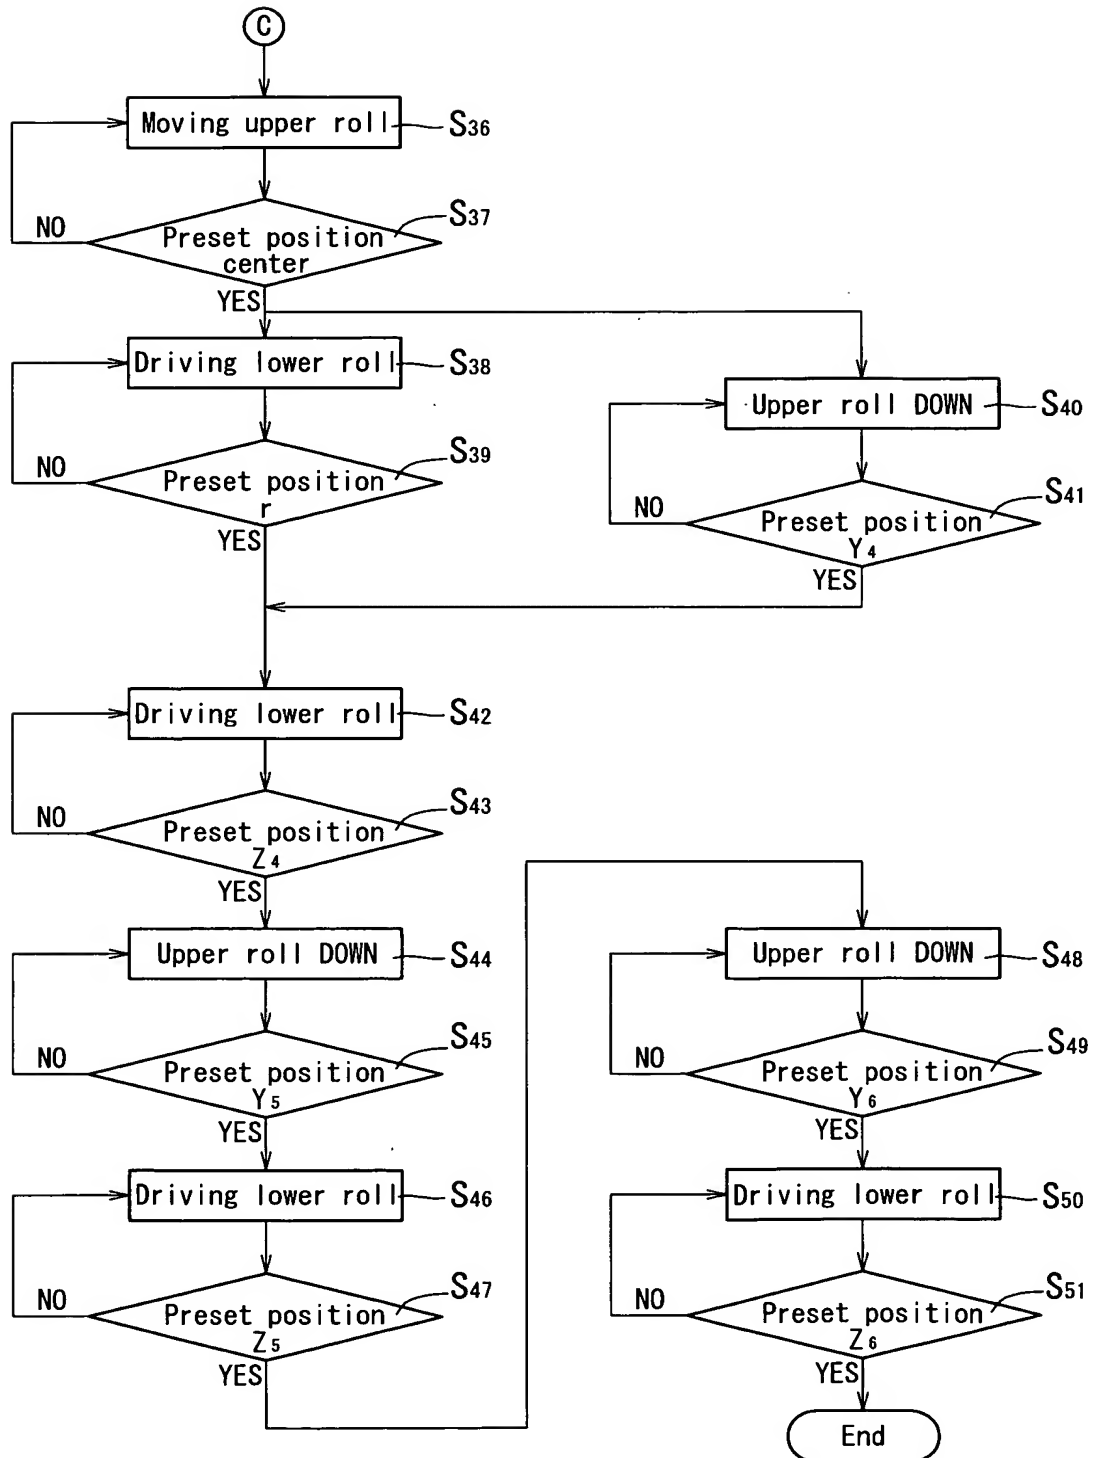 C
Moving upper roll
S36
Preset position
center
S37
NO
YES
Driving lower roll
S38
Preset position
r
S39
NO
YES
Upper roll DOWN
S40
Preset position
Y4
S41
NO
YES
Driving lower roll
S42
Preset position
Z4
S43
NO
YES
Upper roll DOWN
S44
Preset position
Y5
S45
NO
YES
Driving lower roll
S46
Preset position
Z5
S47
NO
YES
Upper roll DOWN
S48
Preset position
Y6
S49
NO
YES
Driving lower roll
S50
Preset position
Z6
S51
NO
YES
End